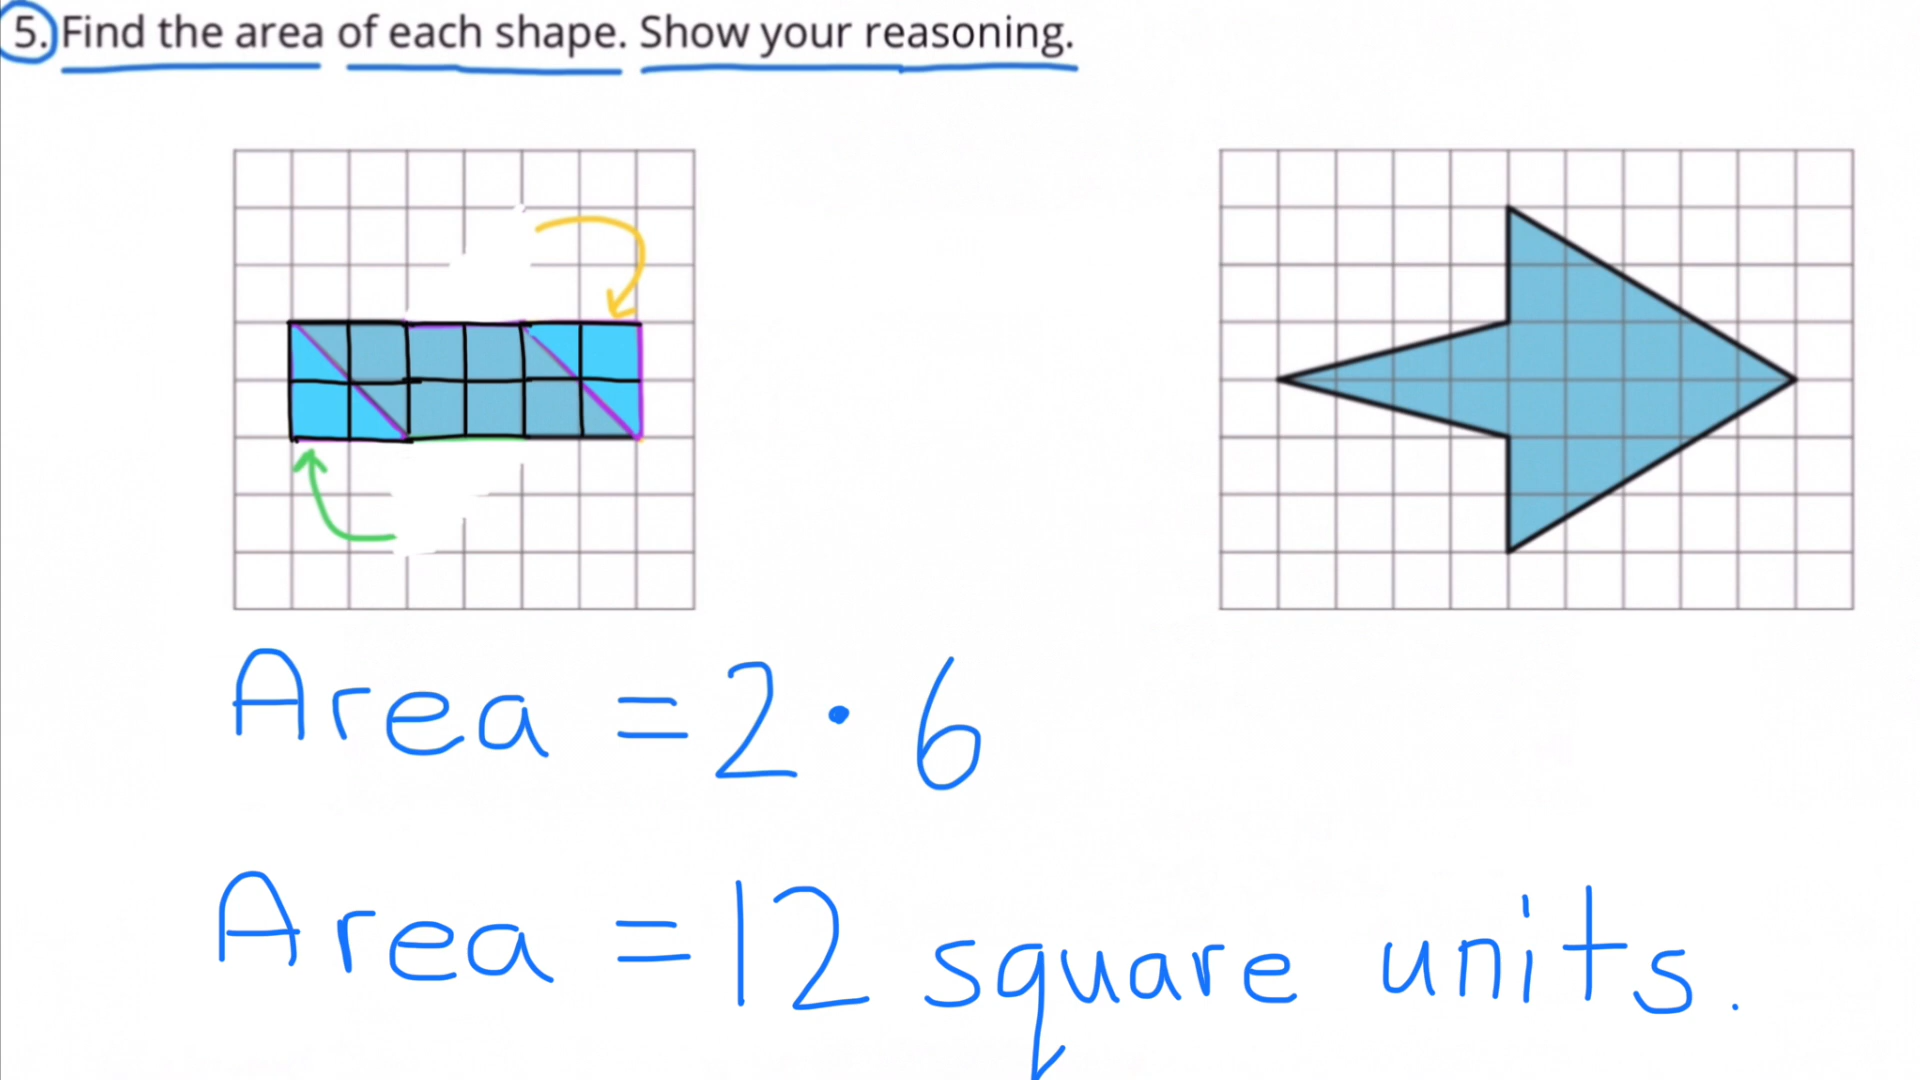 5. Find the area of each shape. Show your reasoning.
Area = 2 · 6
Area = 12 square units.